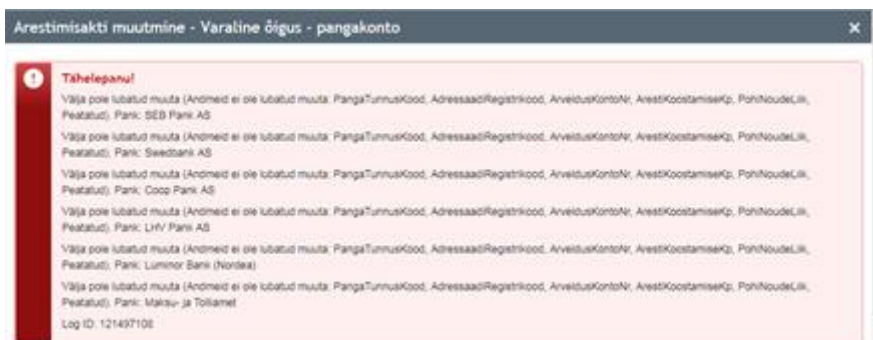 Arestimisakti muutmine - Varaline õigus - pangakonto
Tähelepanu!
Välja pole lubatud muuta (Andmeid ei ole lubatud muuta: PangaTunnusKood, AdressaadiRegistrikood, ArveldusKontoNr, ArestiKoostamiseKp, PohiNoudeLiik,
Peatatud). Pank: SEB Pank AS
Välja pole lubatud muuta (Andmeid ei ole lubatud muuta: PangaTunnusKood, AdressaadiRegistrikood, ArveldusKontoNr, ArestiKoostamiseKp, PohiNoudeLiik,
Peatatud). Pank: Swedbank AS
Välja pole lubatud muuta (Andmeid ei ole lubatud muuta: PangaTunnusKood, AdressaadiRegistrikood, ArveldusKontoNr, ArestiKoostamiseKp, PohiNoudeLiik,
Peatatud). Pank: Coop Pank AS
Välja pole lubatud muuta (Andmeid ei ole lubatud muuta: PangaTunnusKood, AdressaadiRegistrikood, ArveldusKontoNr, ArestiKoostamiseKp, PohiNoudeLiik,
Peatatud). Pank: LHV Pank AS
Välja pole lubatud muuta (Andmeid ei ole lubatud muuta: PangaTunnusKood, AdressaadiRegistrikood, ArveldusKontoNr, ArestiKoostamiseKp, PohiNoudeLiik,
Peatatud). Pank: Luminor Bank (Nordea)
Välja pole lubatud muuta (Andmeid ei ole lubatud muuta: PangaTunnusKood, AdressaadiRegistrikood, ArveldusKontoNr, ArestiKoostamiseKp, PohiNoudeLiik,
Peatatud). Pank: Maksu- ja Tolliamet
Log ID: 121497108